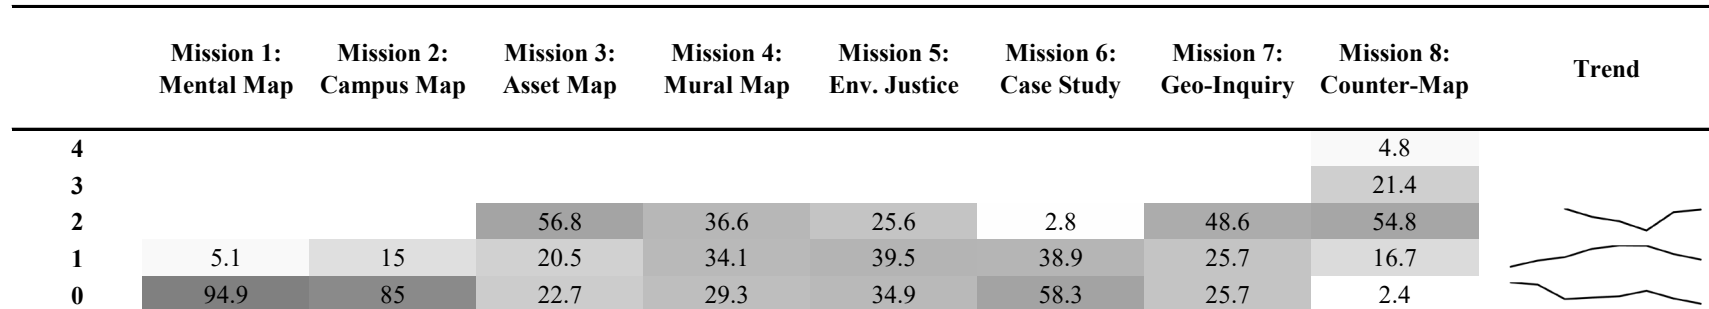 Mission 1: Mission 2: Mission 3: Mission 4: Mission 5: Mission 6: Mission 7: Mission 8: Trend
Mental Map Campus Map Asset Map Mural Map Env. Justice Case Study Geo-Inquiry Counter-Map
4 4.8
3 21.4
2 56.8 36.6 25.6 2.8 48.6 54.8
1 5.1 15 20.5 34.1 39.5 38.9 25.7 16.7
0 94.9 85 22.7 29.3 34.9 58.3 25.7 2.4